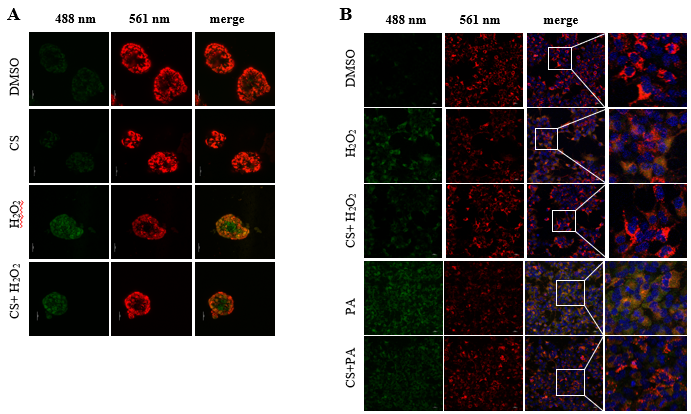 A
488 nm 561 nm merge
DMSO
CS
H₂O₂
CS+ H₂O₂
B
488 nm 561 nm merge
DMSO
H₂O₂
CS+ H₂O₂
PA
CS+PA